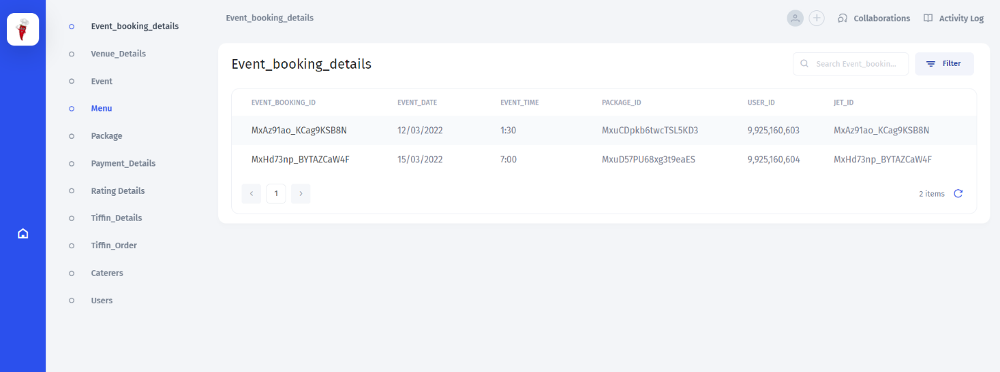 Event_booking_details
Venue_Details
Event
Menu
Package
Payment_Details
Rating Details
Tiffin_Details
Tiffin_Order
Caterers
Users
Event_booking_details
Collaborations Activity Log
Event_booking_details
Search Event_bookin... Filter
EVENT_BOOKING_ID EVENT_DATE EVENT_TIME PACKAGE_ID USER_ID JET_ID
MxAz91ao_KCag9KSB8N 12/03/2022 1:30 MxuCDpkb6twcTSL5KD3 9,925,160,603 MxAz91ao_KCag9KSB8N
MxHd73np_BYTAZCaW4F 15/03/2022 7:00 MxuD57PU68xg3t9eaES 9,925,160,604 MxHd73np_BYTAZCaW4F
1 2 items